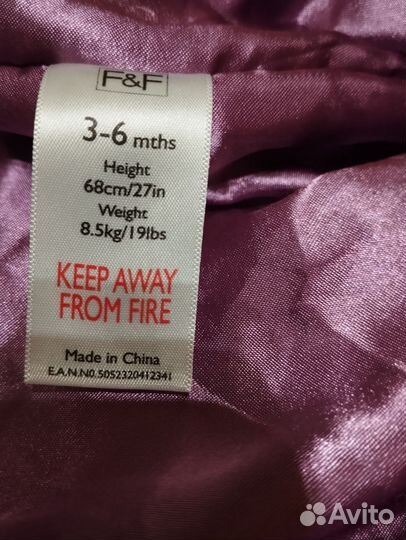 F&F
3-6 mths
Height
68cm/27in
Weight
8.5kg/19lbs
KEEP AWAY
FROM FIRE
Made in China
E.A.N.N0.5052320412341
Avito